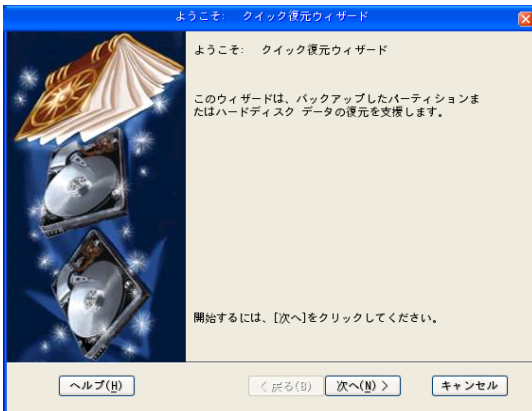 ようこそ: クイック復元ウィザード
ようこそ: クイック復元ウィザード
このウィザードは、バックアップしたパーティションま
たはハードディスク データの復元を支援します。
開始するには、[次へ]をクリックしてください。
ヘルプ(H) < 戻る(B) 次へ(N) > キャンセル